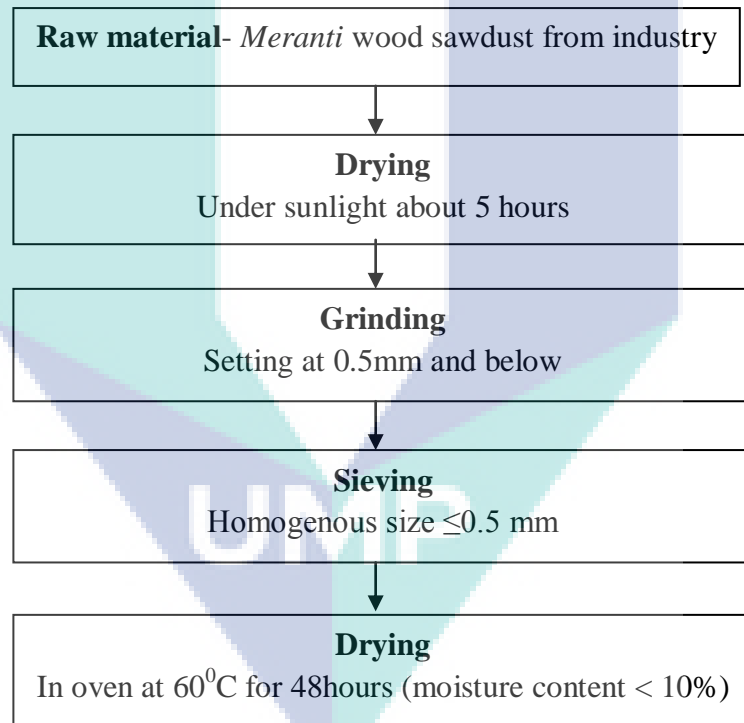 Raw material- Meranti wood sawdust from industry
Drying
Under sunlight about 5 hours
Grinding
Setting at 0.5mm and below
Sieving
Homogenous size ≤0.5 mm
UMP
Drying
In oven at 60⁰C for 48hours (moisture content < 10%)